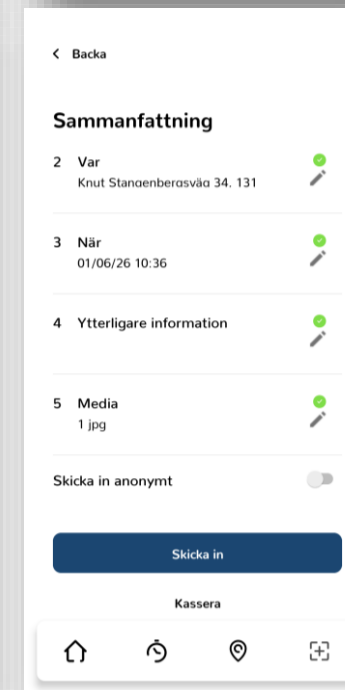 Backa
Sammanfattning
2 Var
Knut Stangenbergsväg 34, 131
3 När
01/06/26 10:36
4 Ytterligare information
5 Media
1 jpg
Skicka in anonymt
Skicka in
Kassera